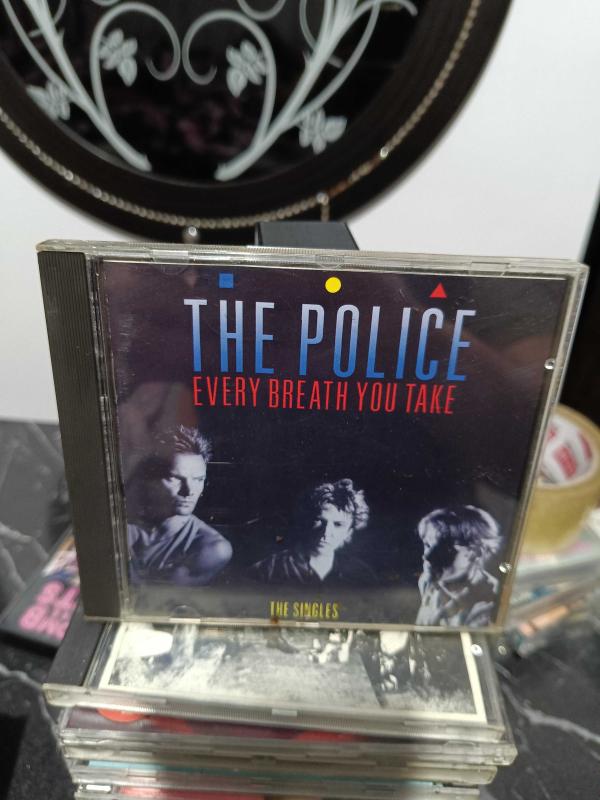 THE POLICE
EVERY BREATH YOU TAKE
THE SINGLES